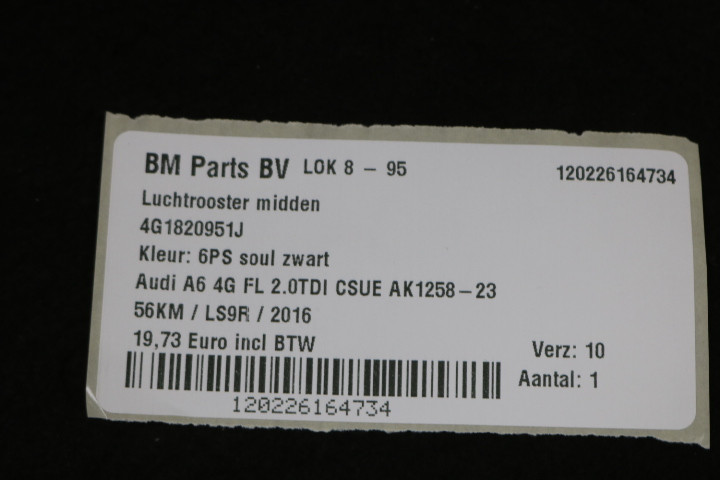 BM Parts BV LOK 8 - 95 120226164734
Luchtrooster midden
4G1820951J
Kleur: 6PS soul zwart
Audi A6 4G FL 2.0TDI CSUE AK1258-23
56KM / LS9R / 2016
19,73 Euro incl BTW
Verz: 10
Aantal: 1
120226164734